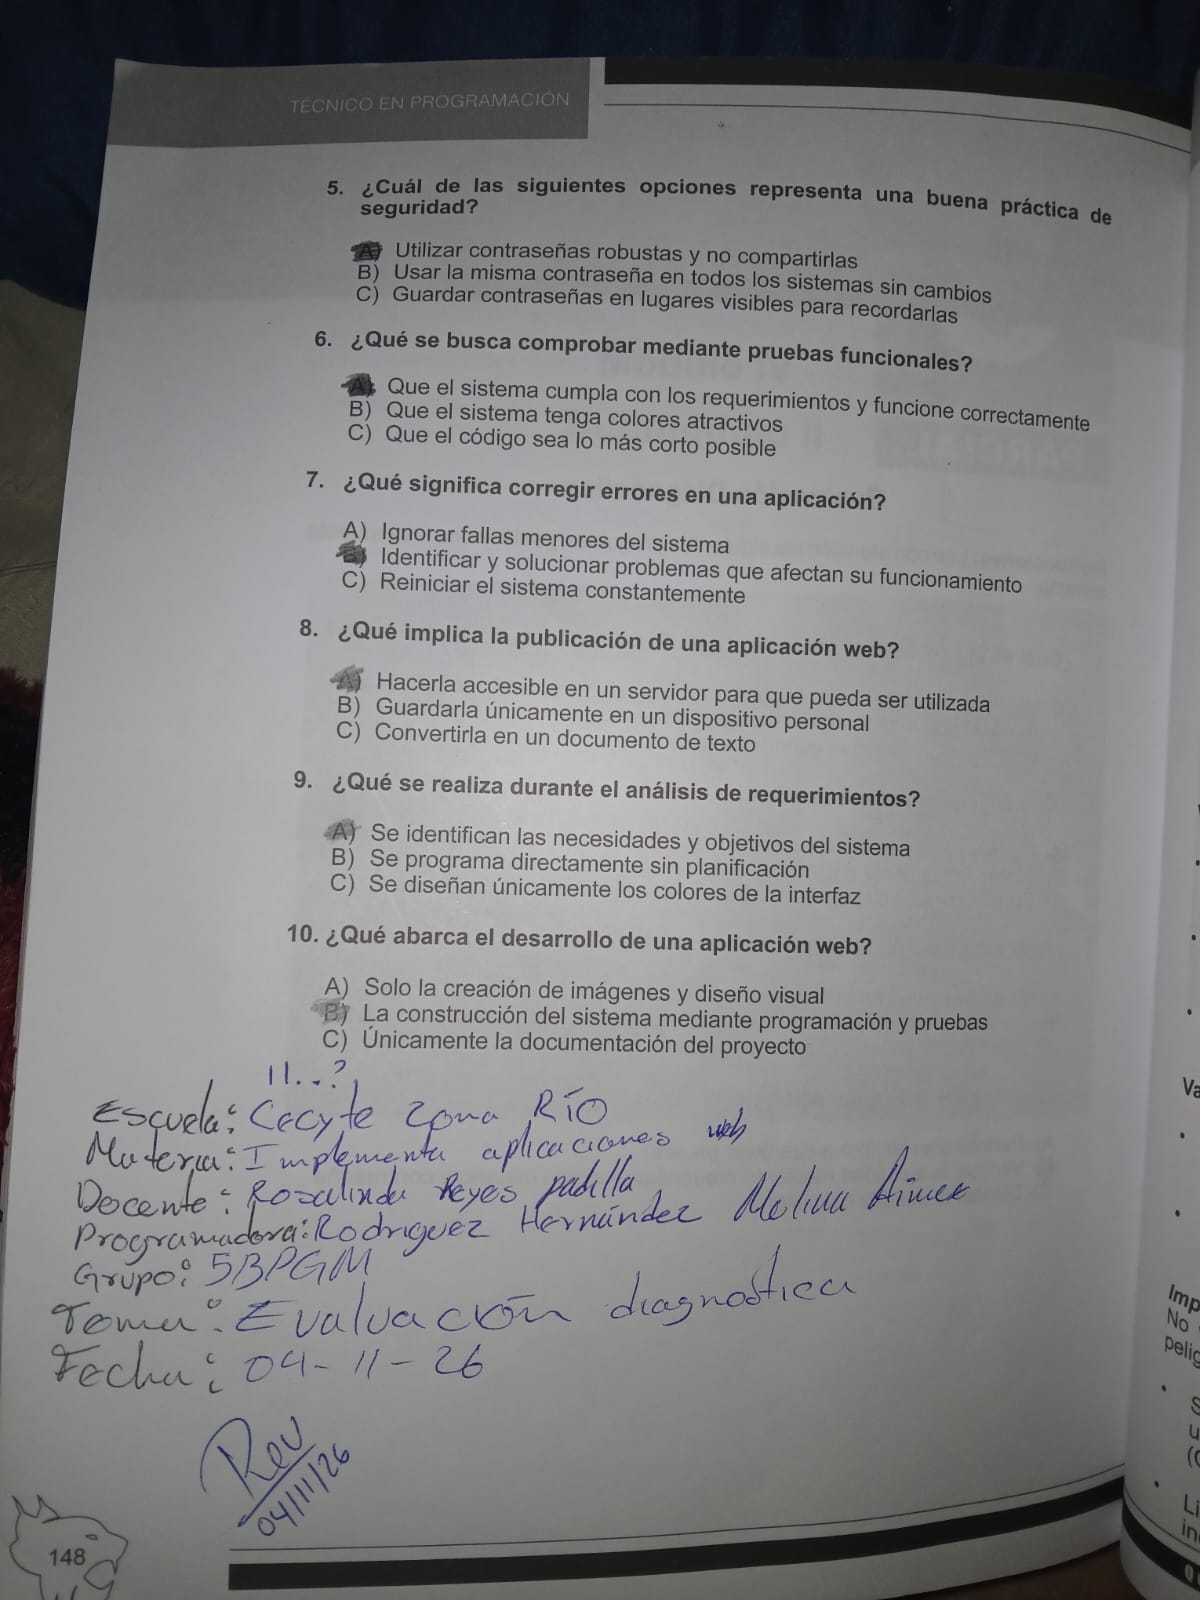 TÉCNICO EN PROGRAMACIÓN
5. ¿Cuál de las siguientes opciones representa una buena práctica de
seguridad?
A) Utilizar contraseñas robustas y no compartirlas
B) Usar la misma contraseña en todos los sistemas sin cambios
C) Guardar contraseñas en lugares visibles para recordarlas
6. ¿Qué se busca comprobar mediante pruebas funcionales?
A) Que el sistema cumpla con los requerimientos y funcione correctamente
B) Que el sistema tenga colores atractivos
C) Que el código sea lo más corto posible
7. ¿Qué significa corregir errores en una aplicación?
A) Ignorar fallas menores del sistema
B) Identificar y solucionar problemas que afectan su funcionamiento
C) Reiniciar el sistema constantemente
8. ¿Qué implica la publicación de una aplicación web?
A) Hacerla accesible en un servidor para que pueda ser utilizada
B) Guardarla únicamente en un dispositivo personal
C) Convertirla en un documento de texto
9. ¿Qué se realiza durante el análisis de requerimientos?
A) Se identifican las necesidades y objetivos del sistema
B) Se programa directamente sin planificación
C) Se diseñan únicamente los colores de la interfaz
10. ¿Qué abarca el desarrollo de una aplicación web?
A) Solo la creación de imágenes y diseño visual
B) La construcción del sistema mediante programación y pruebas
C) Únicamente la documentación del proyecto
11...?
Escuela: Cecyte zona RÍO
Materia: Implementa aplicaciones web
Docente: Rosalinda Reyes padilla
Programadora: Rodríguez Hernández Melina Aimee
Grupo: 5BPGM
Tema: Evaluación diagnostica
Fecha: 04-11-26
Rev
04/11/26
148
Va
Imp
No
pelig
S
u
(C
Li
in